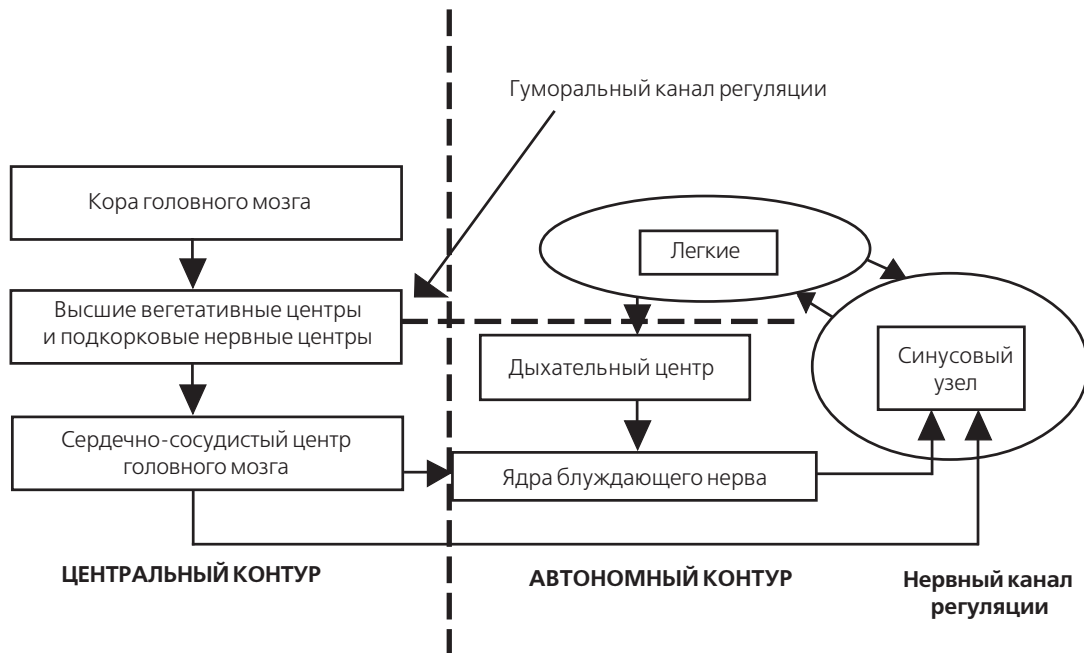 Гуморальный канал регуляции
Кора головного мозга
Легкие
Высшие вегетативные центры
и подкорковые нервные центры
Синусовый
узел
Дыхательный центр
Сердечно-сосудистый центр
головного мозга
Ядра блуждающего нерва
ЦЕНТРАЛЬНЫЙ КОНТУР
АВТОНОМНЫЙ КОНТУР
Нервный канал
регуляции